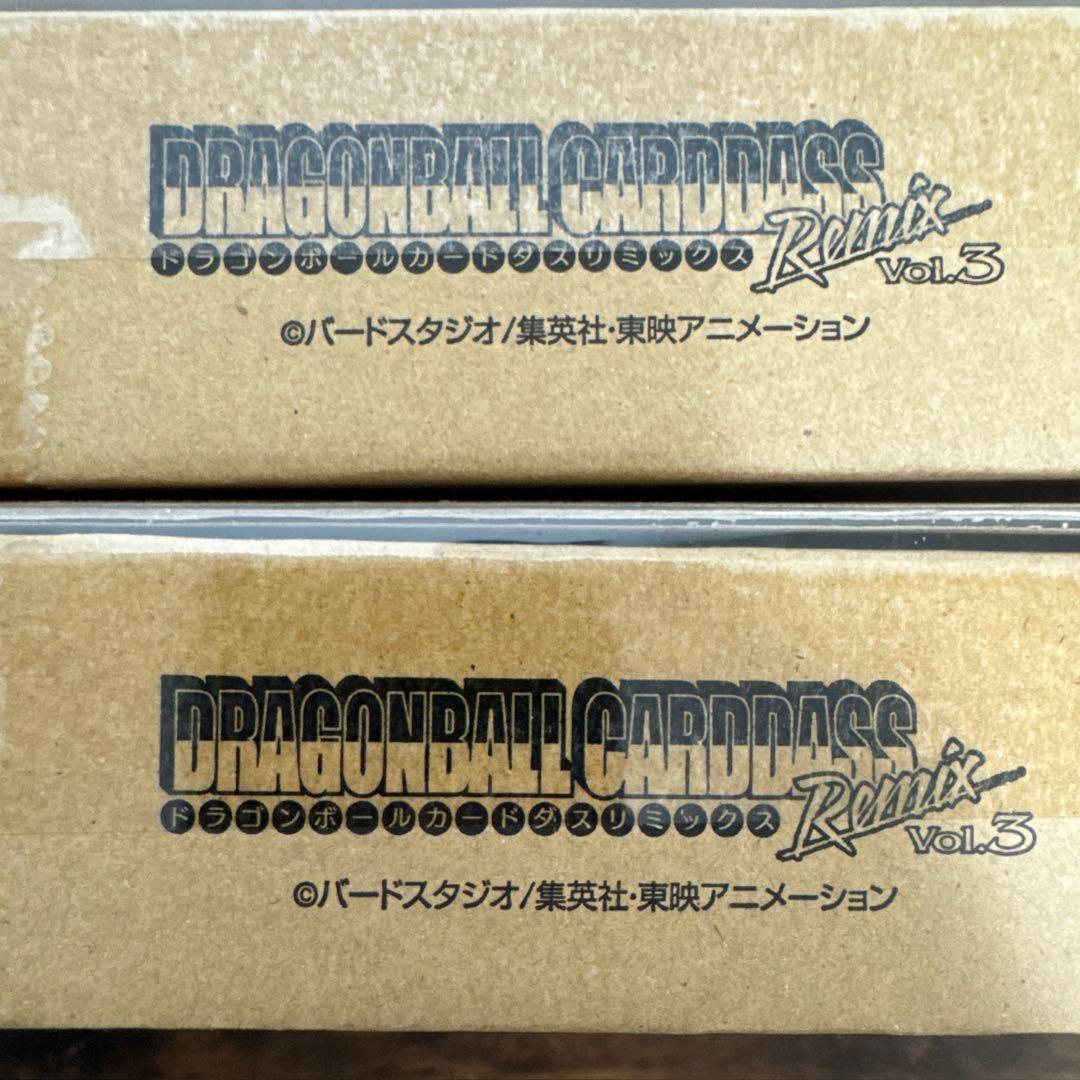 DRAGONBALL CARDDASS
Remix
ドラゴンボールカードダスリミックス
Vol.3
©バードスタジオ/集英社・東映アニメーション
DRAGONBALL CARDDASS
Remix
ドラゴンボールカードダスリミックス
Vol.3
©バードスタジオ/集英社・東映アニメーション